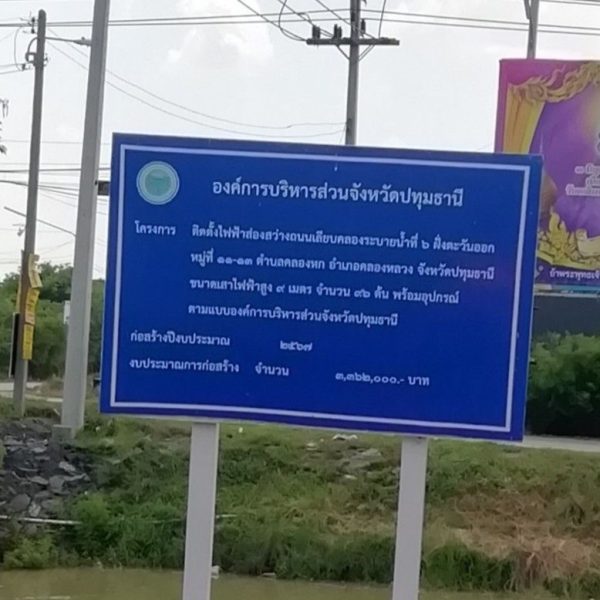 องค์การบริหารส่วนจังหวัดปทุมธานี
โครงการ ติดตั้งไฟฟ้าส่องสว่างถนนเลียบคลองระบายน้ำที่ ๖ ฝั่งตะวันออก
หมู่ที่ ๑๑-๑๓ ตำบลคลองหก อำเภอคลองหลวง จังหวัดปทุมธานี
ขนาดเสาไฟฟ้าสูง ๙ เมตร จำนวน ๙๖ ต้น พร้อมอุปกรณ์
ตามแบบองค์การบริหารส่วนจังหวัดปทุมธานี
ก่อสร้างปีงบประมาณ ๒๕๖๗
งบประมาณการก่อสร้าง จำนวน ๓,๓๖๒,๐๐๐.- บาท